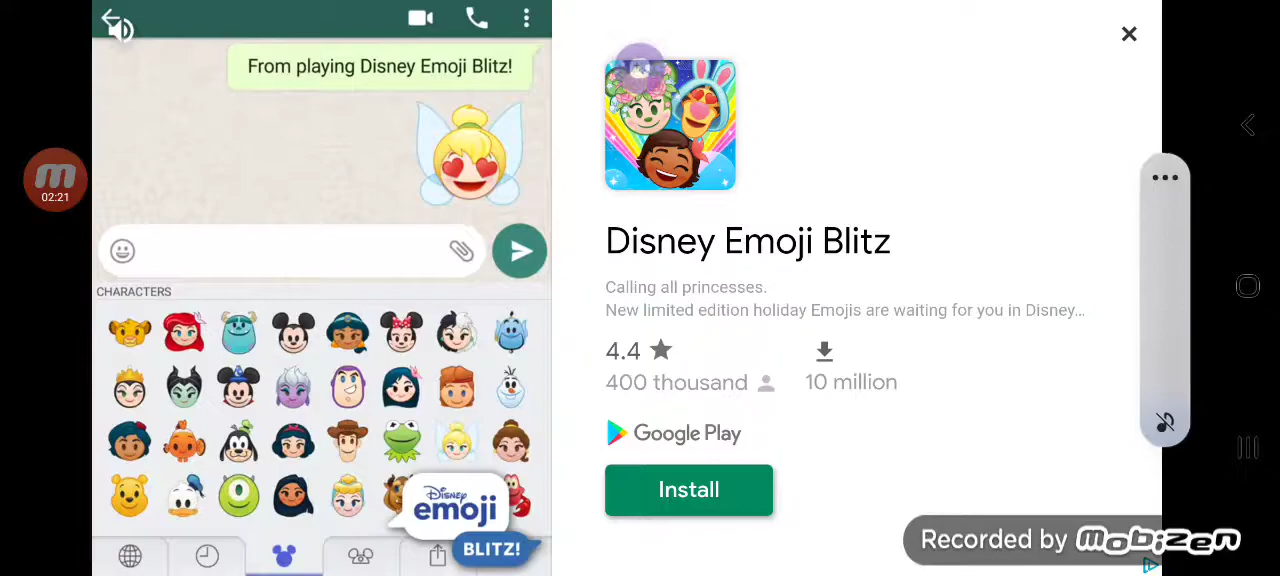 From playing Disney Emoji Blitz!
02:21
CHARACTERS
Disney
emoji
BLITZ!
Disney Emoji Blitz
Calling all princesses.
New limited edition holiday Emojis are waiting for you in Disney...
4.4
400 thousand
10 million
Google Play
Install
Recorded by mobizen